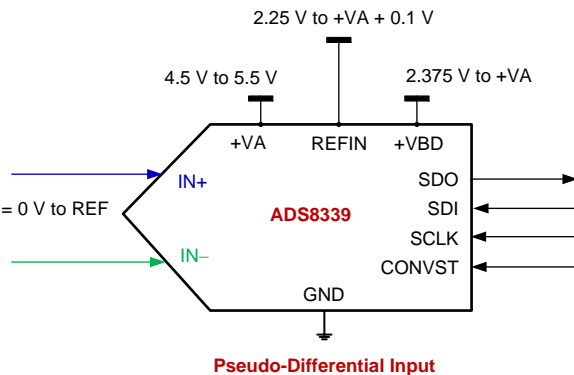 2.25 V to +VA + 0.1 V
4.5 V to 5.5 V
2.375 V to +VA
+VA
REFIN
+VBD
IN+
SDO
= 0 V to REF
ADS8339
SDI
SCLK
IN−
CONVST
GND
Pseudo-Differential Input